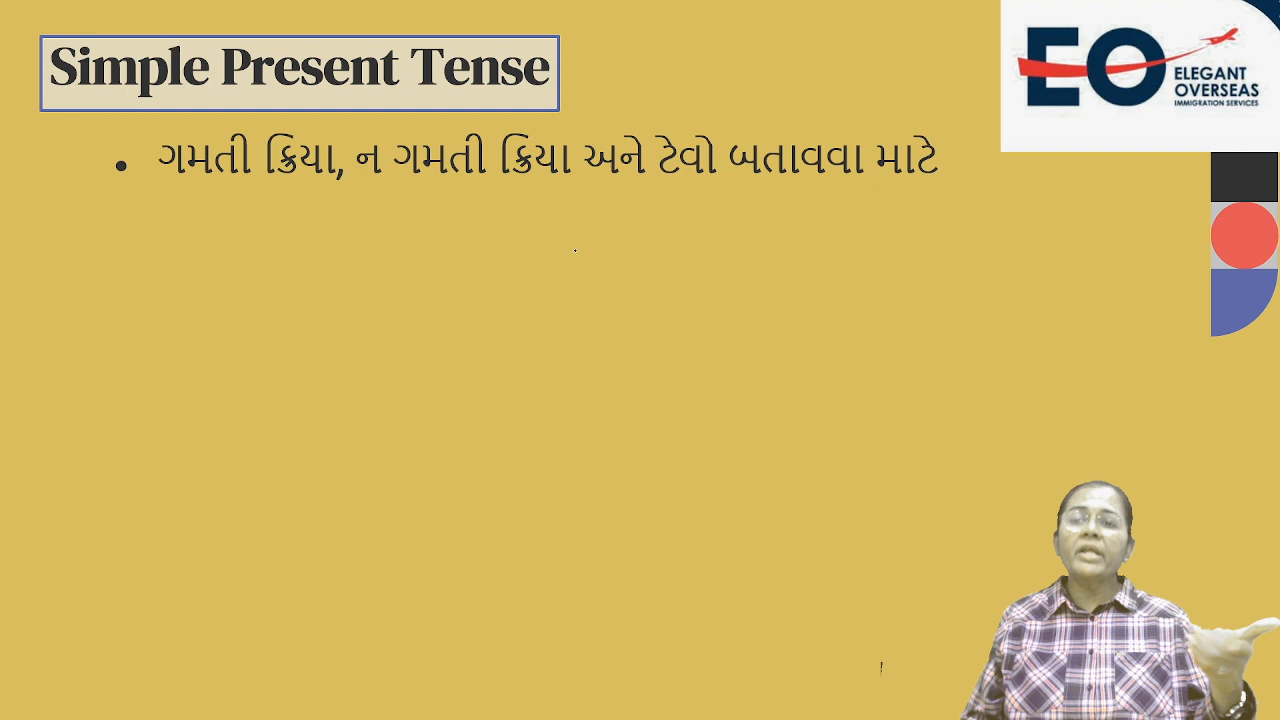 Simple Present Tense
EO
ELEGANT
OVERSEAS
IMMIGRATION SERVICES
• ગમતી ક્રિયા, ન ગમતી ક્રિયા અને ટેવો બતાવવા માટે